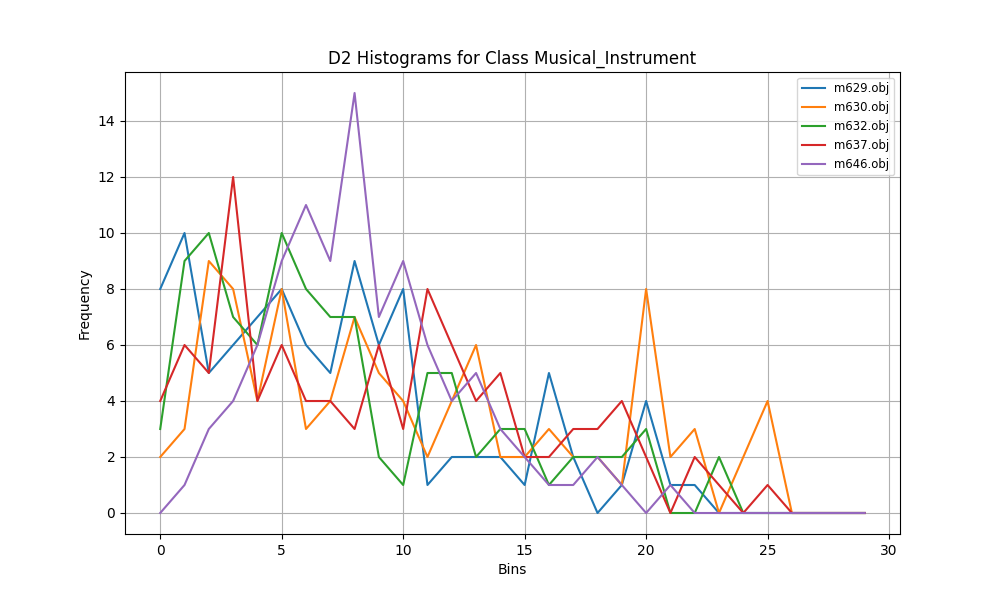 D2 Histograms for Class Musical_Instrument
m629.obj
m630.obj
m632.obj
m637.obj
m646.obj
Frequency
14
12
10
8
6
4
2
0
0 5 10 15 20 25 30
Bins